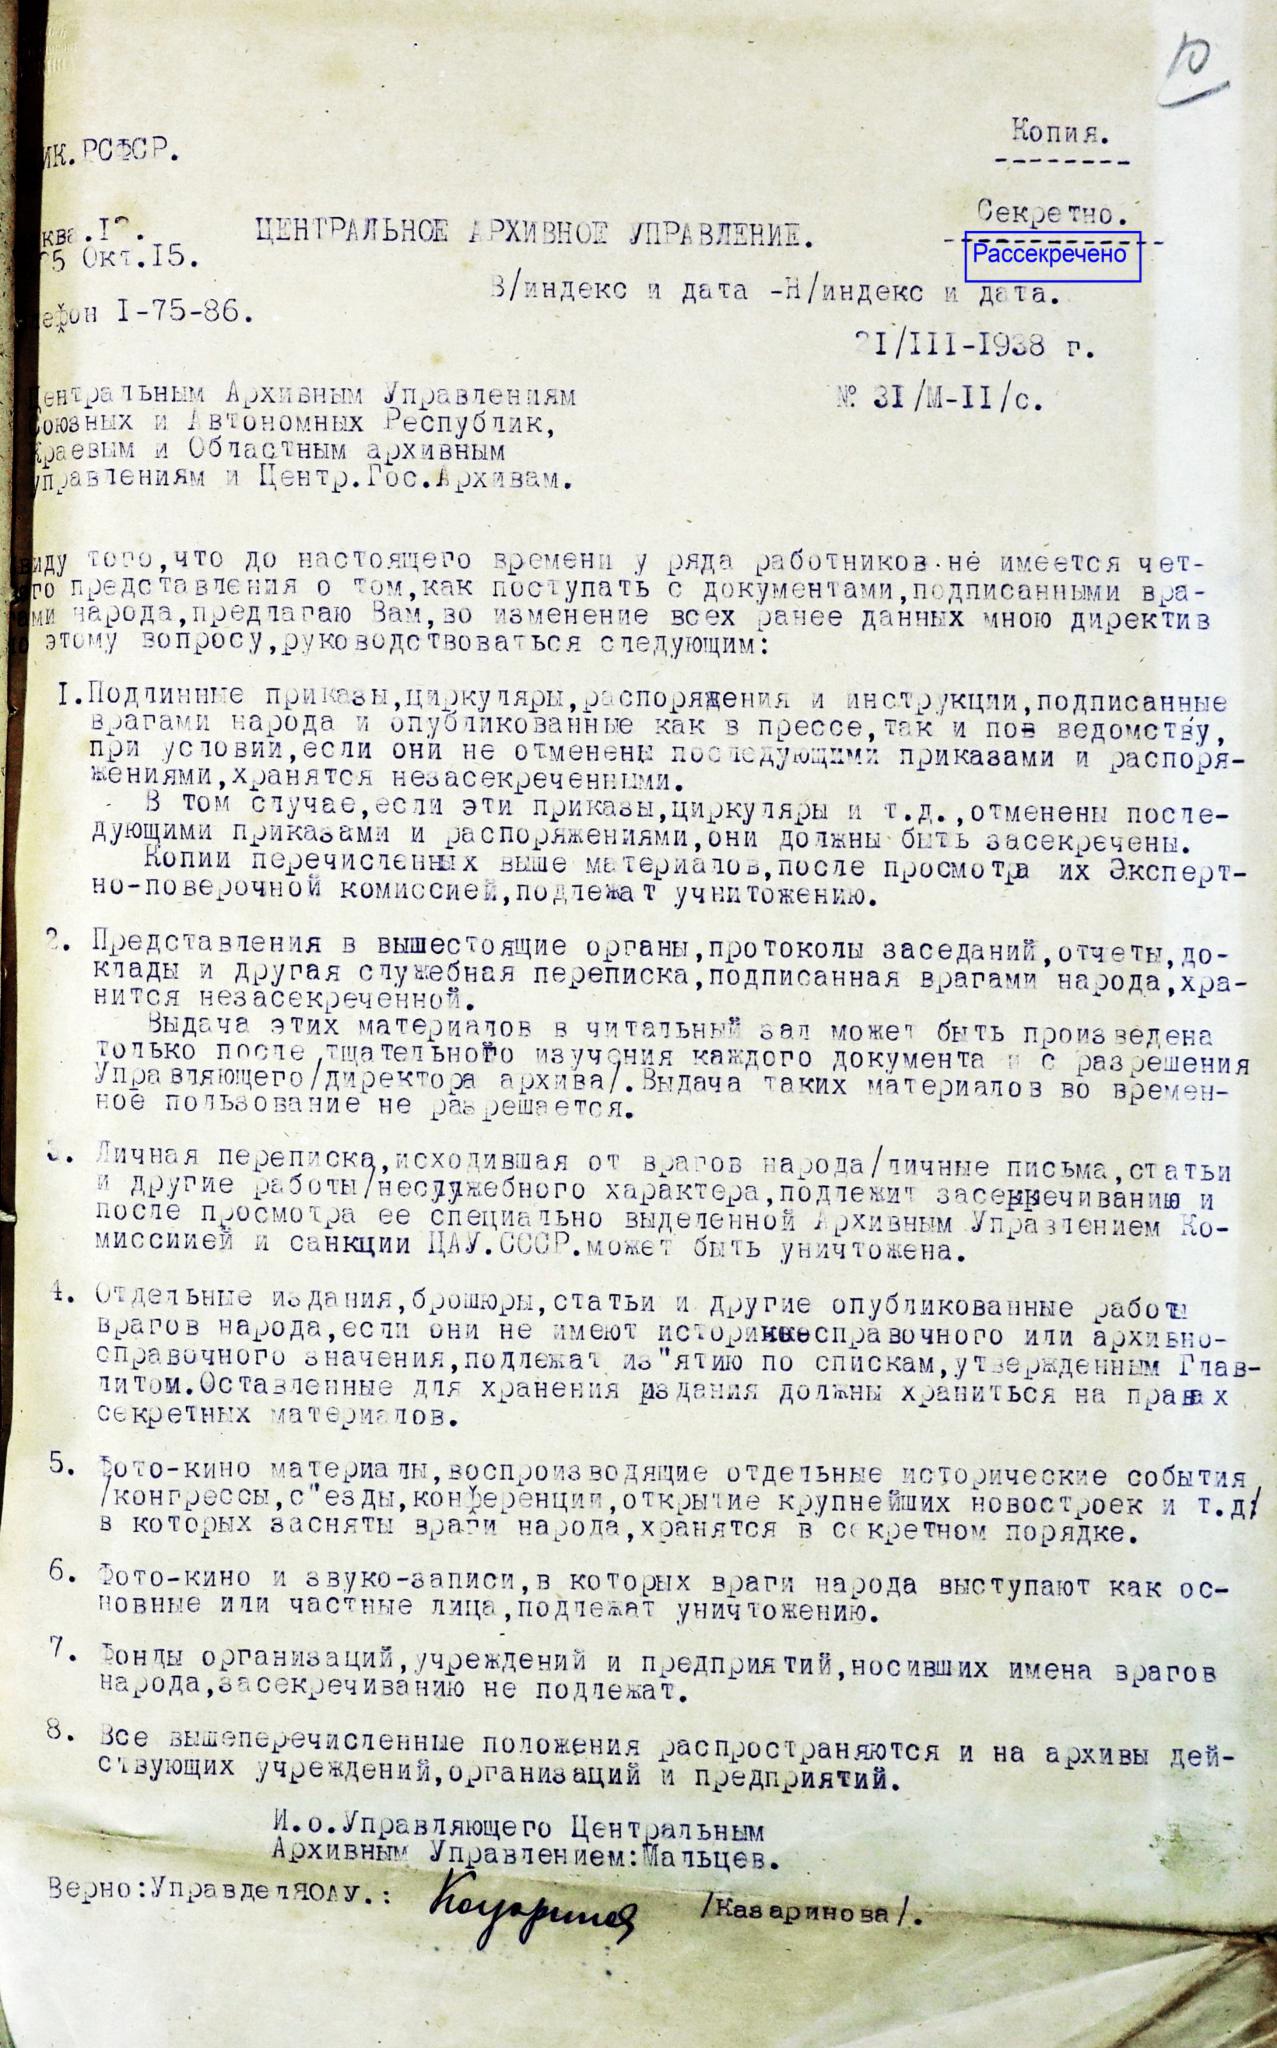 10
Копия.
ИК.РСФСР.
Секретно.
Рассекречено
ква.
ЦЕНТРАЛЬНОЕ АРХИВНОЕ УПРАВЛЕНИЕ.
5 Окт.15.
В/индекс и дата -Н/индекс и дата.
ефон I-75-86.
21/III-1938 г.
№ 31/М-II/с.
Центральным Архивным Управлениям
Союзных и Автономных Республик,
Краевым и Областным архивным
управлениям и Центр.Гос.Архивам.
виду того,что до настоящего времени у ряда работников не имеется чет-
ого представления о том,как поступать с документами,подписанными вра-
ами народа,предлагаю Вам,во изменение всех ранее данных мною директив
по этому вопросу,руководствоваться следующим:
I.Подлинные приказы,циркуляры,распоряжения и инструкции,подписанные
врагами народа и опубликованные как в прессе,так и пов ведомству,
при условии,если они не отменены последующими приказами и распоря-
жениями,хранятся незасекреченными.
В том случае,если эти приказы,циркуляры и т.д.,отменены после-
дующими приказами и распоряжениями,они должны быть засекречены.
Копии перечисленных выше материалов,после просмотра их Эксперт-
но-поверочной комиссией,подлежат учнитожению.
2. Представления в вышестоящие органы,протоколы заседаний,отчеты,до-
клады и другая служебная переписка,подписанная врагами народа,хра-
нится незасекреченной.
Выдача этих материалов в читальный зал может быть произведена
только после тщательного изучения каждого документа и с разрешения
Управляющего/директора архива/.Выдача таких материалов во времен-
ное пользование не разрешается.
3. Личная переписка,исходившая от врагов народа/личные письма,статьи
и другие работы/неслужебного характера,подлежит засекречиванию и
после просмотра ее специально выделенной Архивным Управлением Ко-
миссиией и санкции ЦАУ.СССР.может быть уничтожена.
4. Отдельные издания,брошюры,статьи и другие опубликованные работы
врагов народа,если они не имеют справочного или архивно-
справочного значения,подлежат из"ятию по спискам,утвержденным Глав-
литом.Оставленные для хранения издания должны храниться на правах
секретных материалов.
5. Фото-кино материалы,воспроизводящие отдельные исторические события
/конгрессы,с"езды,конференции,открытие крупнейших новостроек и т.д/
в которых засняты враги народа,хранятся в секретном порядке.
6. Фото-кино и звуко-записи,в которых враги народа выступают как ос-
новные или частные лица,подлежат уничтожению.
7. Фонды организаций,учреждений и предприятий,носивших имена врагов
народа,засекречиванию не подлежат.
8. Все вышеперечисленные положения распространяются и на архивы дей-
ствующих учреждений,организаций и предприятий.
И.о.Управляющего Центральным
Архивным Управлением:Мальцев.
Верно:УправделЯОАУ.: /Казаринова/.